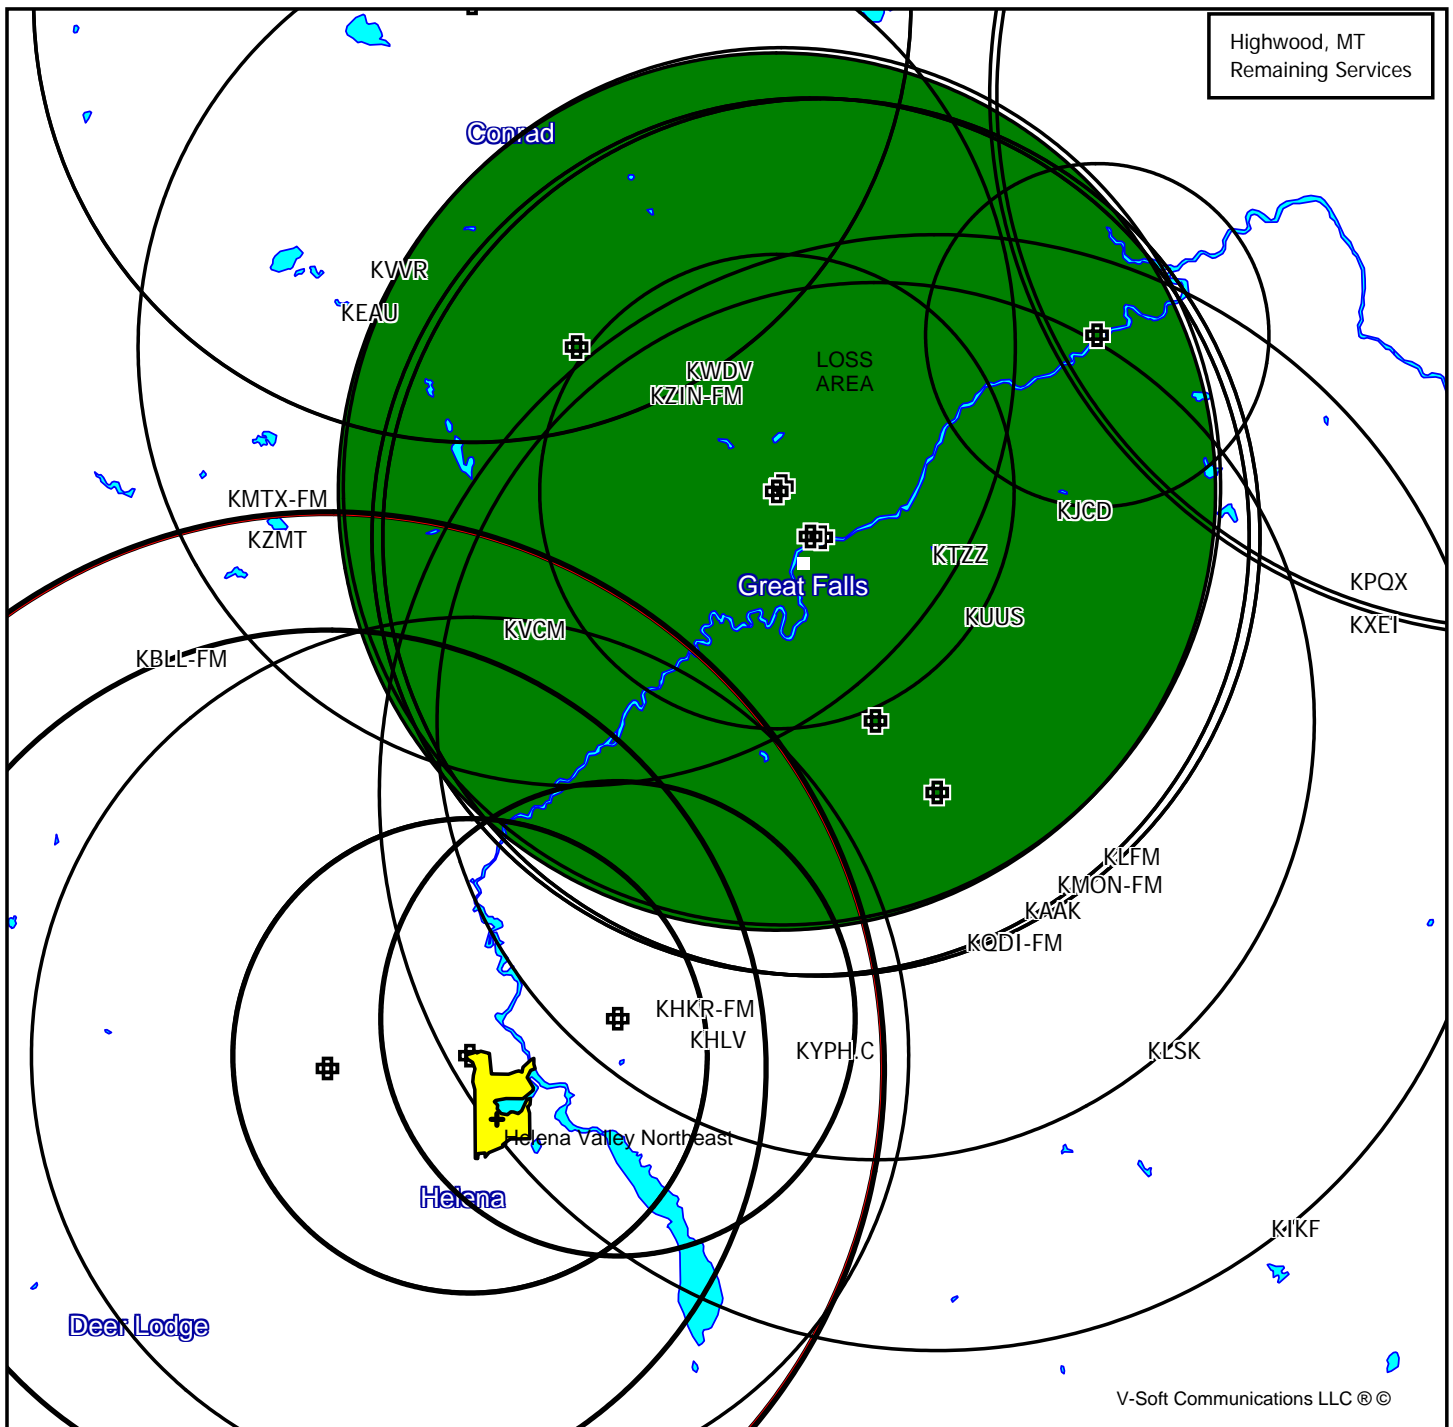 Highwood, MT
Remaining Services
Conrad
KVVR
KEAU
LOSS
AREA
KWDV
KZIN-FM
KMTX-FM
KZMT
KJCD
KTZZ
Great Falls
KPQX
KUUS
KXEI
KVCM
KBLL-FM
KLFM
KMON-FM
KAAK
KQDI-FM
KHKR-FM
KHLV
KYPH.C
KLSK
Helena Valley Northeast
Helena
KIKF
Deer Lodge
V-Soft Communications LLC ® ©